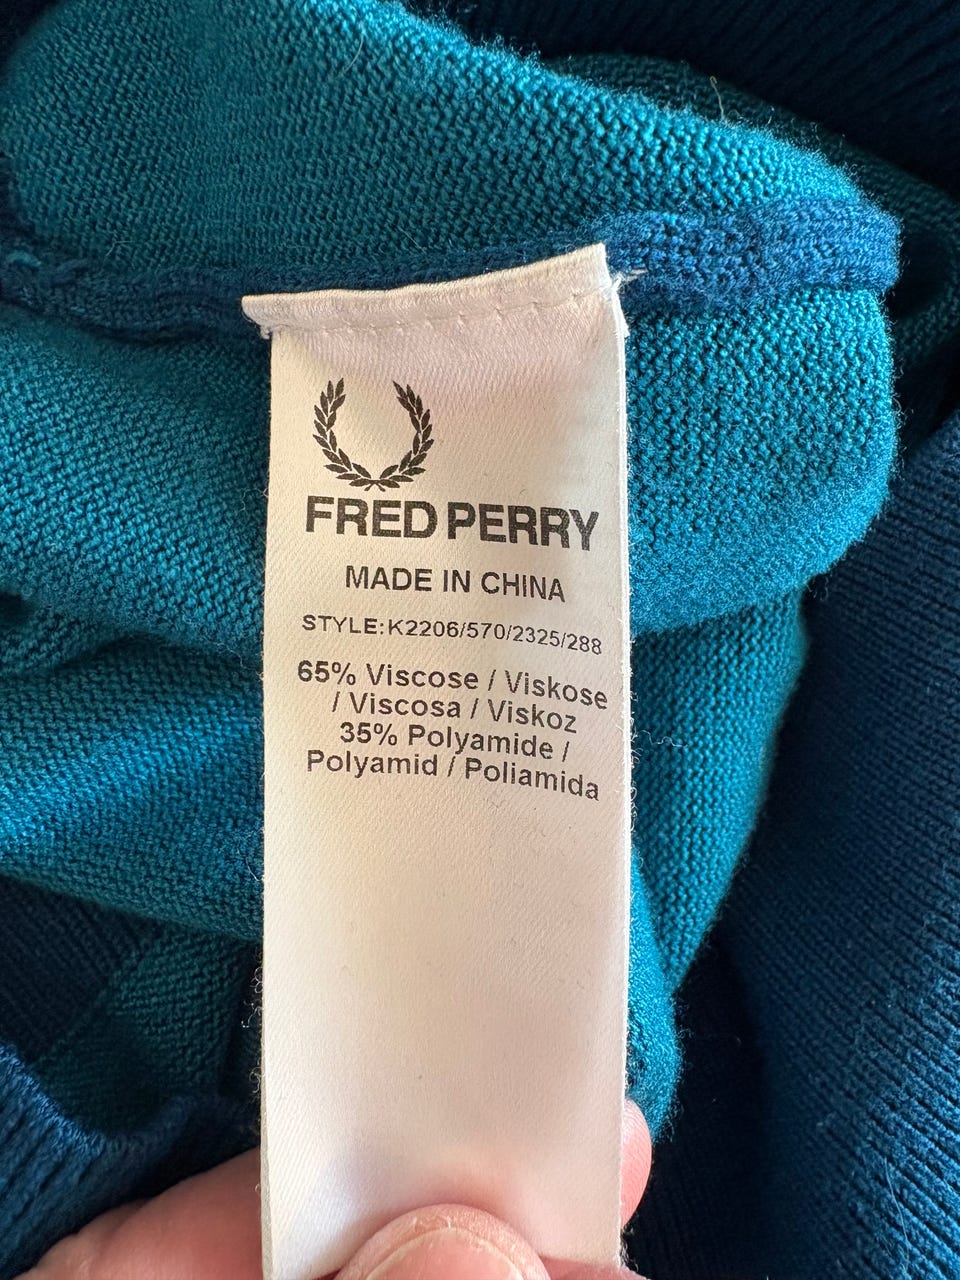 FRED PERRY
MADE IN CHINA
STYLE:K2206/570/2325/288
65% Viscose / Viskose
/ Viscosa / Viskoz
35% Polyamide /
Polyamid / Poliamida